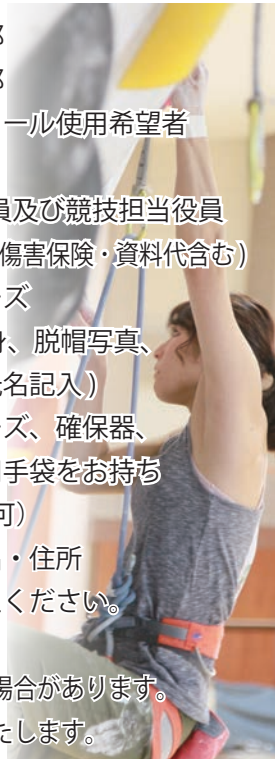 ール使用希望者
員及び競技担当役員
傷害保険・資料代含む)
ズ
、脱帽写真、
名記入)
ズ、確保器、
手袋をお持ち
可)
・住所
ください。
場合があります。
たします。